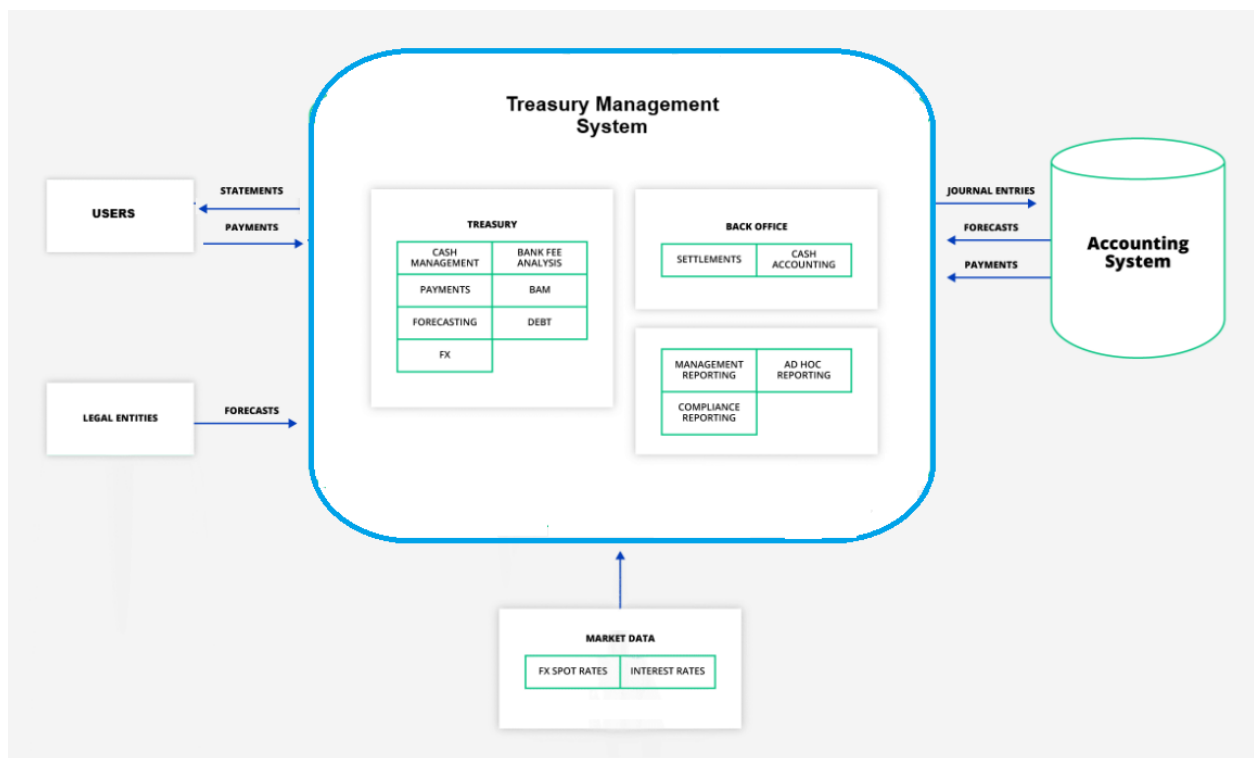 Treasury Management
System
USERS
STATEMENTS
PAYMENTS
LEGAL ENTITIES
FORECASTS
TREASURY
CASH
MANAGEMENT
BANK FEE
ANALYSIS
PAYMENTS
BAM
FORECASTING
DEBT
FX
BACK OFFICE
SETTLEMENTS
CASH
ACCOUNTING
MANAGEMENT
REPORTING
AD HOC
REPORTING
COMPLIANCE
REPORTING
JOURNAL ENTRIES
FORECASTS
PAYMENTS
Accounting
System
MARKET DATA
FX SPOT RATES
INTEREST RATES